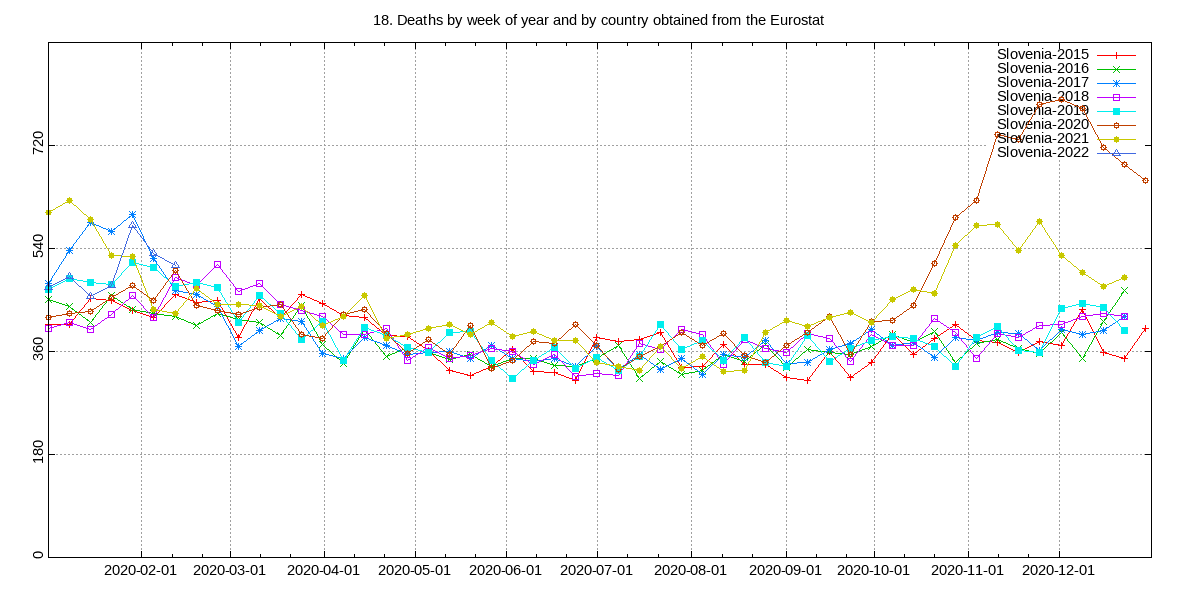 18. Deaths by week of year and by country obtained from the Eurostat
Slovenia-2015
Slovenia-2016
Slovenia-2017
Slovenia-2018
Slovenia-2019
Slovenia-2020
Slovenia-2021
Slovenia-2022
720
540
360
180
0
2020-02-01 2020-03-01 2020-04-01 2020-05-01 2020-06-01 2020-07-01 2020-08-01 2020-09-01 2020-10-01 2020-11-01 2020-12-01